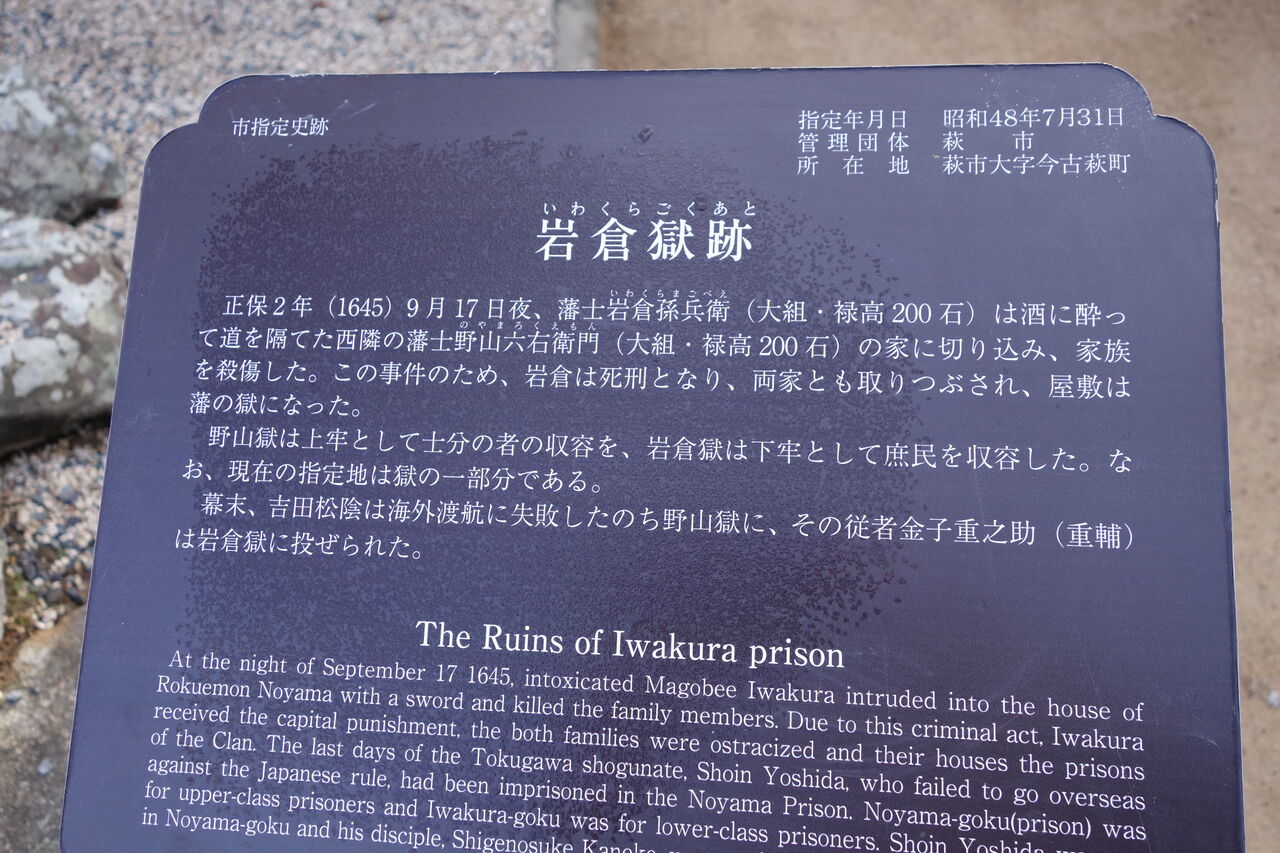 市指定史跡
指定年月日 昭和48年7月31日
管理団体 萩 市
所 在 地 萩市大字今古萩町
いわくらごくあと
岩倉獄跡
いわくらまごべえ
正保2年（1645）9月17日夜、藩士岩倉孫兵衛（大組・禄高200石）は酒に酔っ
のやまろくえもん
て道を隔てた西隣の藩士野山六右衛門（大組・禄高200石）の家に切り込み、家族
を殺傷した。この事件のため、岩倉は死刑となり、両家とも取りつぶされ、屋敷は
藩の獄になった。
野山獄は上牢として士分の者の収容を、岩倉獄は下牢として庶民を収容した。な
お、現在の指定地は獄の一部分である。
幕末、吉田松陰は海外渡航に失敗したのち野山獄に、その従者金子重之助（重輔）
は岩倉獄に投ぜられた。
The Ruins of Iwakura prison
At the night of September 17 1645, intoxicated Magobee Iwakura intruded into the house of
Rokuemon Noyama with a sword and killed the family members. Due to this criminal act, Iwakura
received the capital punishment, the both families were ostracized and their houses the prisons
of the Clan. The last days of the Tokugawa shogunate, Shoin Yoshida, who failed to go overseas
against the Japanese rule, had been imprisoned in the Noyama Prison. Noyama-goku(prison) was
for upper-class prisoners and Iwakura-goku was for lower-class prisoners. Shoin Yoshida
in Noyama-goku and his disciple, Shigenosuke Kaneko